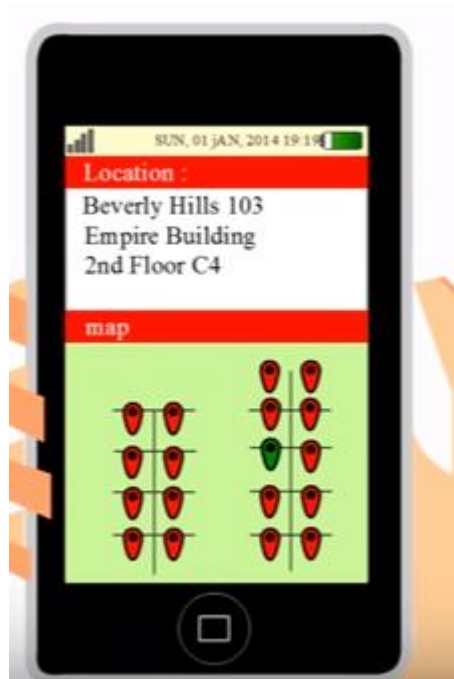 SUN, 01 jAN, 2014 19:19
Location :
Beverly Hills 103
Empire Building
2nd Floor C4
map